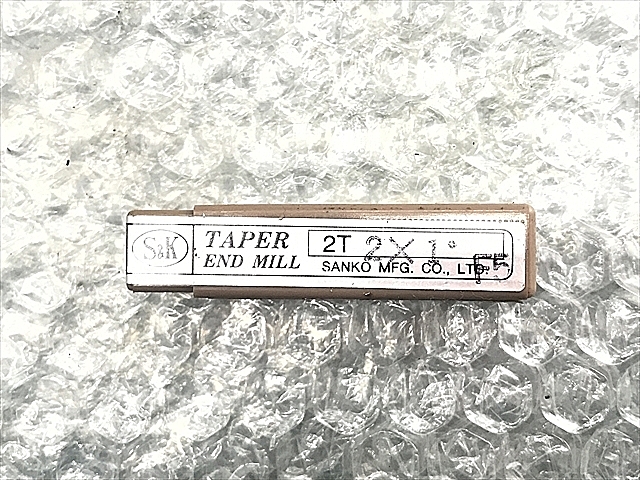 S&K
TAPER
END MILL
2T 2×1°
SANKO MFG. CO., LTD.